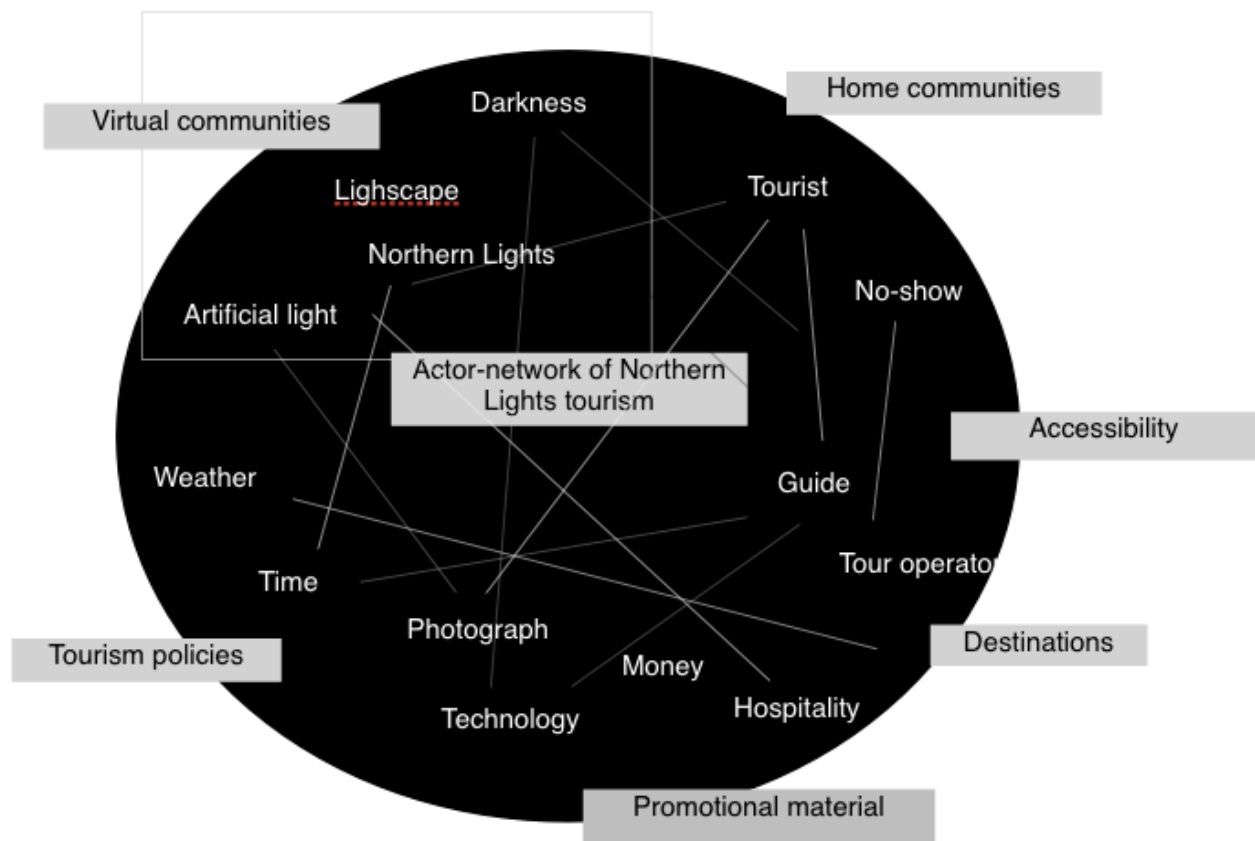 Darkness
Home communities
Virtual communities
Lighscape
Tourist
Northern Lights
No-show
Artificial light
Actor-network of Northern
Lights tourism
Accessibility
Weather
Guide
Time
Tour operator
Photograph
Tourism policies
Destinations
Money
Hospitality
Technology
Promotional material